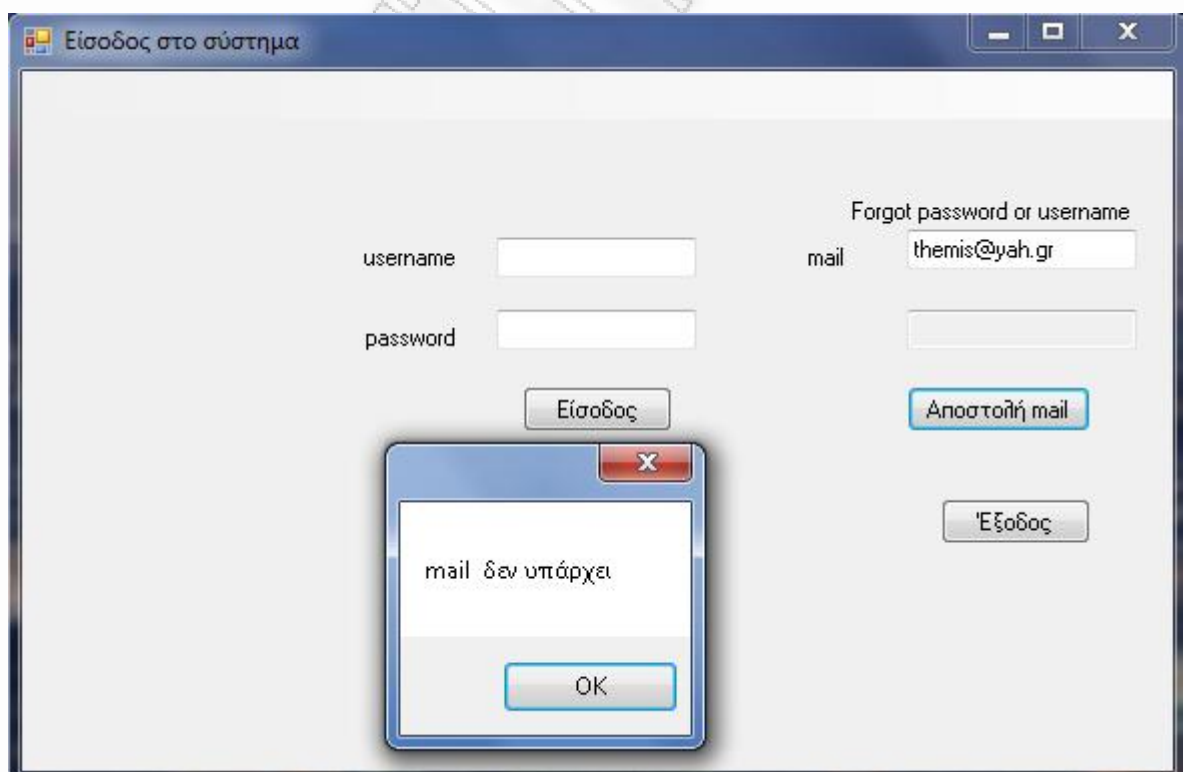 Είσοδος στο σύστημα
Forgot password or username
username
mail
themis@yah.gr
password
Είσοδος
Αποστολή mail
Έξοδος
mail δεν υπάρχει
OK